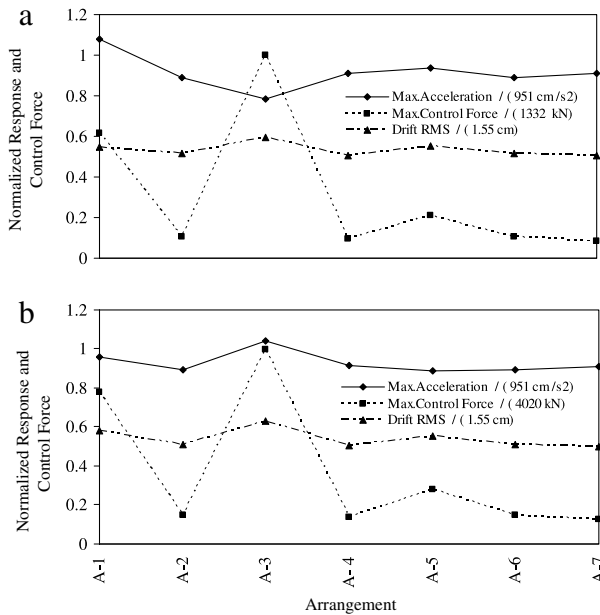 a
Normalized Response and
Control Force
1.2
1
0.8
0.6
0.4
0.2
0
Max.Acceleration / ( 951 cm/s2)
Max.Control Force / ( 1332 kN)
Drift RMS / ( 1.55 cm)
b
Normalized Response and
Control Force
1.2
1
0.8
0.6
0.4
0.2
0
Max.Acceleration / ( 951 cm/s2)
Max.Control Force / ( 4020 kN)
Drift RMS / ( 1.55 cm)
A-1
A-2
A-3
A-4
A-5
A-6
A-7
Arrangement